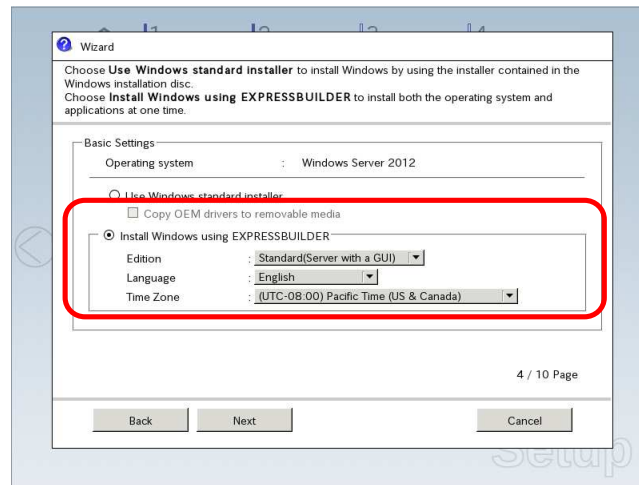 1 2 3 4
Wizard
Choose Use Windows standard installer to install Windows by using the installer contained in the
Windows installation disc.
Choose Install Windows using EXPRESSBUILDER to install both the operating system and
applications at one time.
Basic Settings
Operating system : Windows Server 2012
Use Windows standard installer
Copy OEM drivers to removable media
Install Windows using EXPRESSBUILDER
Edition : Standard(Server with a GUI)
Language : English
Time Zone : (UTC-08:00) Pacific Time (US & Canada)
4 / 10 Page
Back Next Cancel
Setup